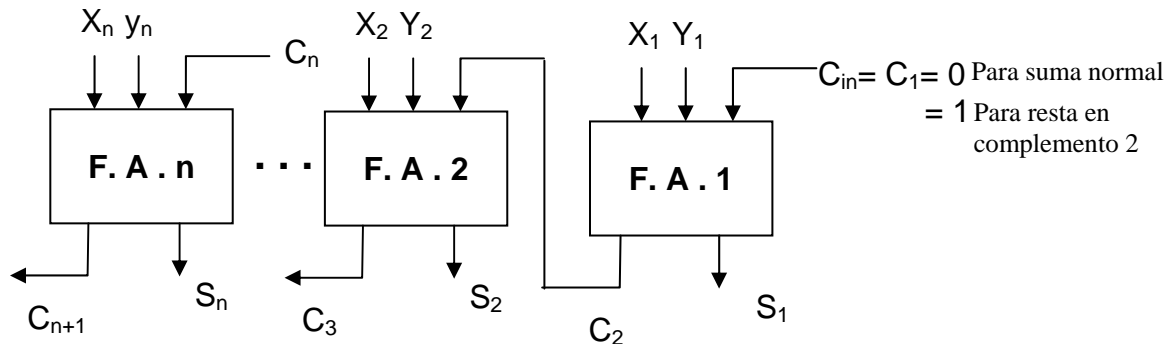 Xn yn
Cn
X2 Y2
X1 Y1
Cin= C1= 0 Para suma normal
= 1 Para resta en
complemento 2
F. A . n
. . .
F. A . 2
F. A . 1
Cn+1
Sn
C3
S2
C2
S1